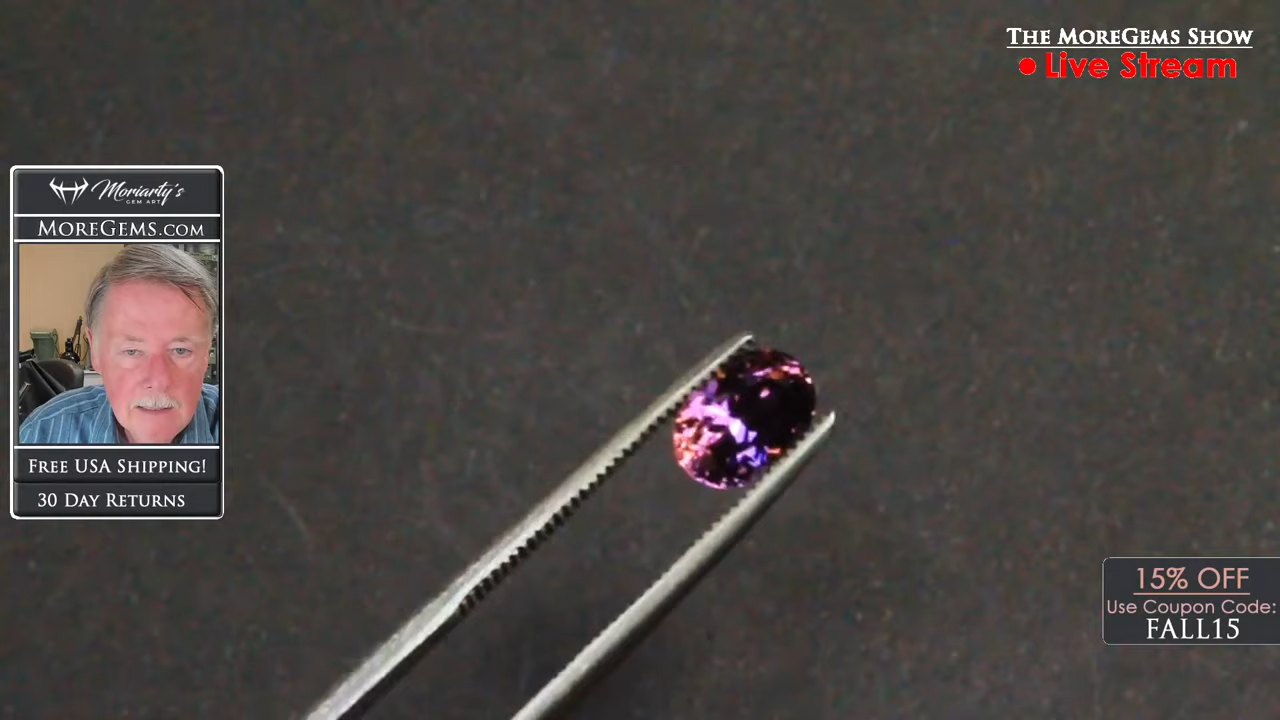 THE MOREGEMS SHOW
Live Stream
Moriarty's
GEM ART
MOREGEMS.COM
FREE USA SHIPPING!
30 DAY RETURNS
15% OFF
Use Coupon Code:
FALL15